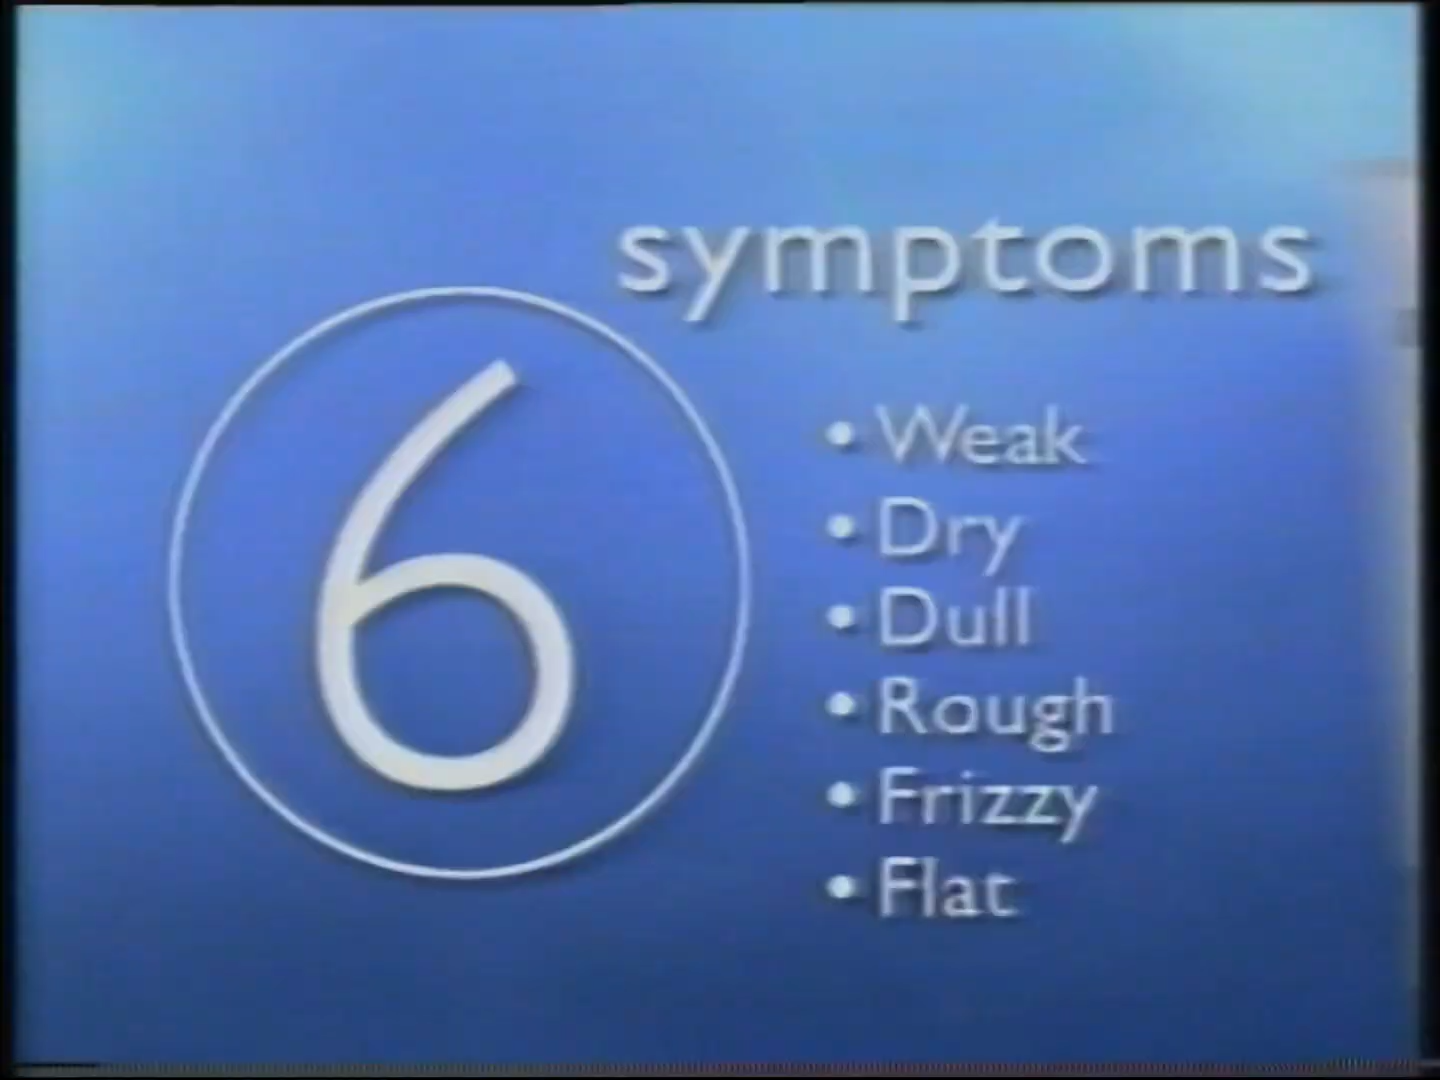 symptoms
6
• Weak
• Dry
• Dull
• Rough
• Frizzy
• Flat